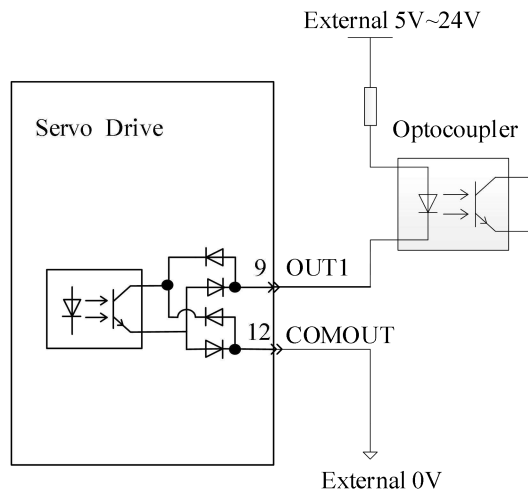 External 5V~24V
Servo Drive
Optocoupler
9 OUT1
12 COMOUT
External 0V